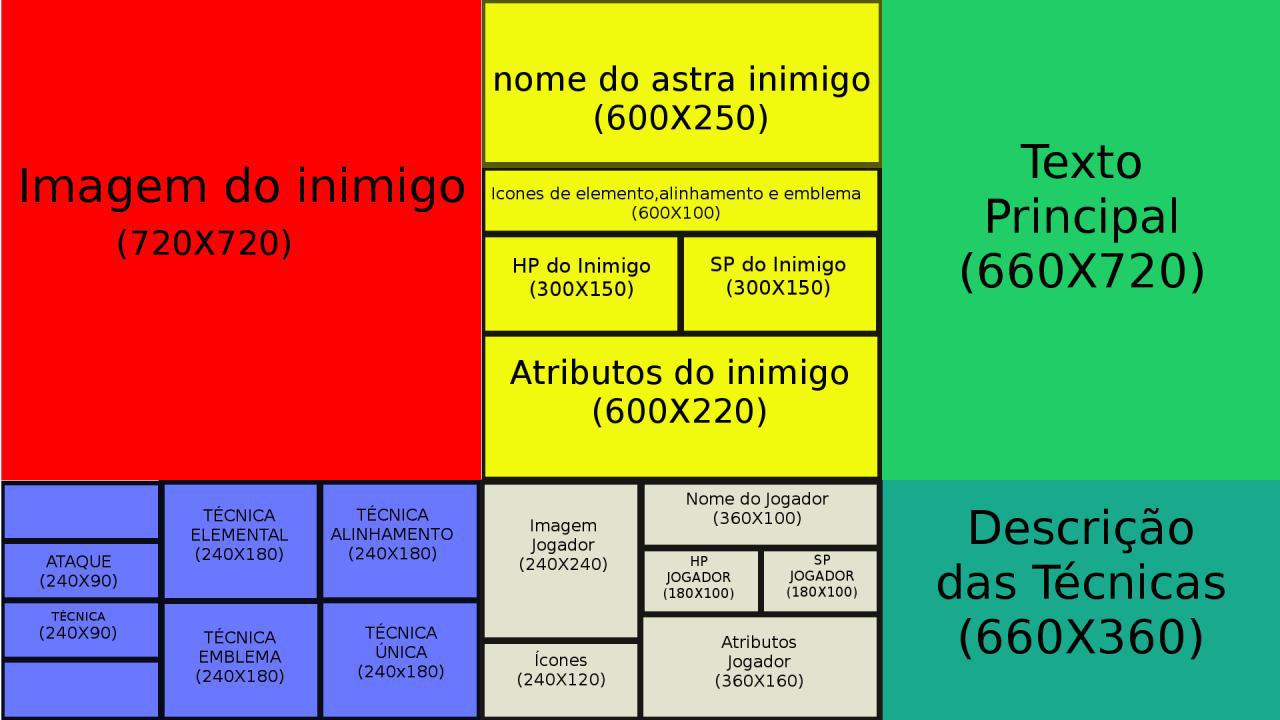 Imagem do inimigo
(720X720)
nome do astra inimigo
(600X250)
Icones de elemento,alinhamento e emblema
(600X100)
HP do Inimigo
(300X150)
SP do Inimigo
(300X150)
Atributos do inimigo
(600X220)
Texto
Principal
(660X720)
ATAQUE
(240X90)
TÉCNICA
(240X90)
TÉCNICA
ELEMENTAL
(240X180)
TÉCNICA
ALINHAMENTO
(240X180)
TÉCNICA
EMBLEMA
(240X180)
TÉCNICA
ÚNICA
(240x180)
Imagem
Jogador
(240X240)
Ícones
(240X120)
Nome do Jogador
(360X100)
HP
JOGADOR
(180X100)
SP
JOGADOR
(180X100)
Atributos
Jogador
(360X160)
Descrição
das Técnicas
(660X360)